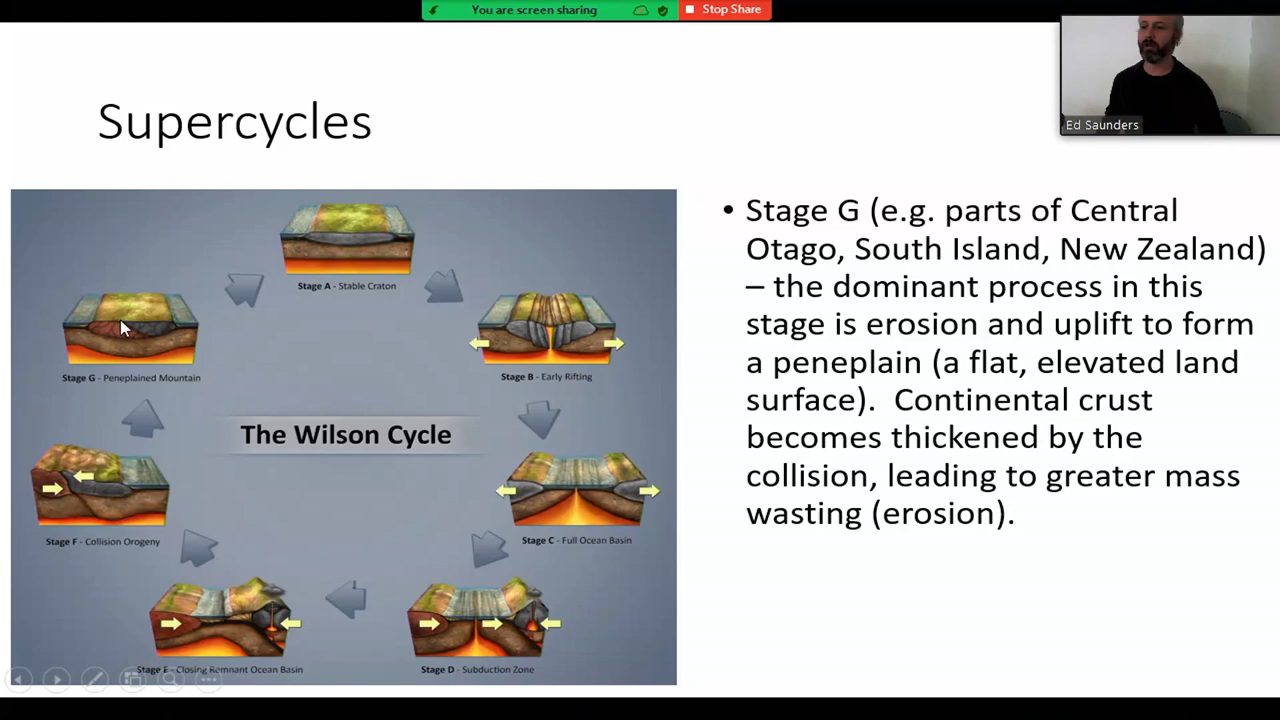 You are screen sharing
Stop Share
Ed Saunders
Supercycles
Stage A - Stable Craton
Stage B - Early Rifting
Stage C - Full Ocean Basin
Stage D - Subduction Zone
Stage E - Closing Remnant Ocean Basin
Stage F - Collision Orogeny
Stage G - Peneplained Mountain
The Wilson Cycle
• Stage G (e.g. parts of Central
Otago, South Island, New Zealand)
– the dominant process in this
stage is erosion and uplift to form
a peneplain (a flat, elevated land
surface).  Continental crust
becomes thickened by the
collision, leading to greater mass
wasting (erosion).